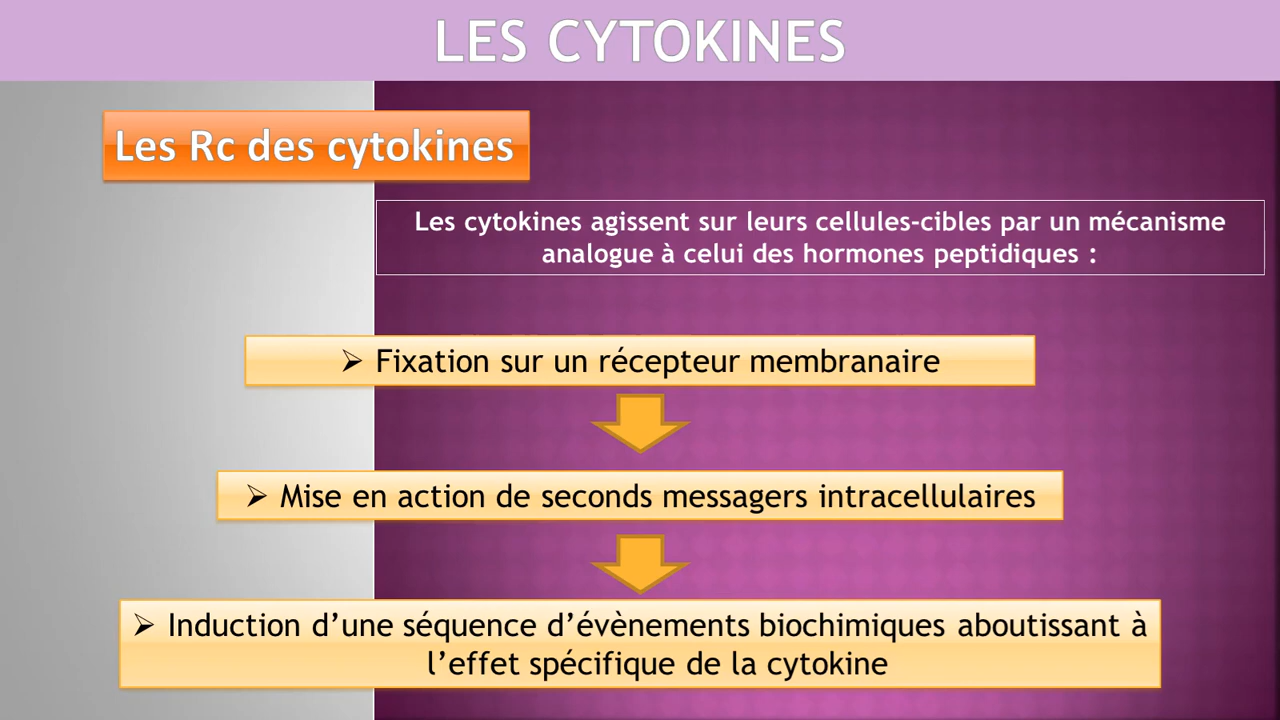 LES CYTOKINES
Les Rc des cytokines
Les cytokines agissent sur leurs cellules-cibles par un mécanisme
analogue à celui des hormones peptidiques :
➢ Fixation sur un récepteur membranaire
➢ Mise en action de seconds messagers intracellulaires
➢ Induction d’une séquence d’évènements biochimiques aboutissant à
l’effet spécifique de la cytokine